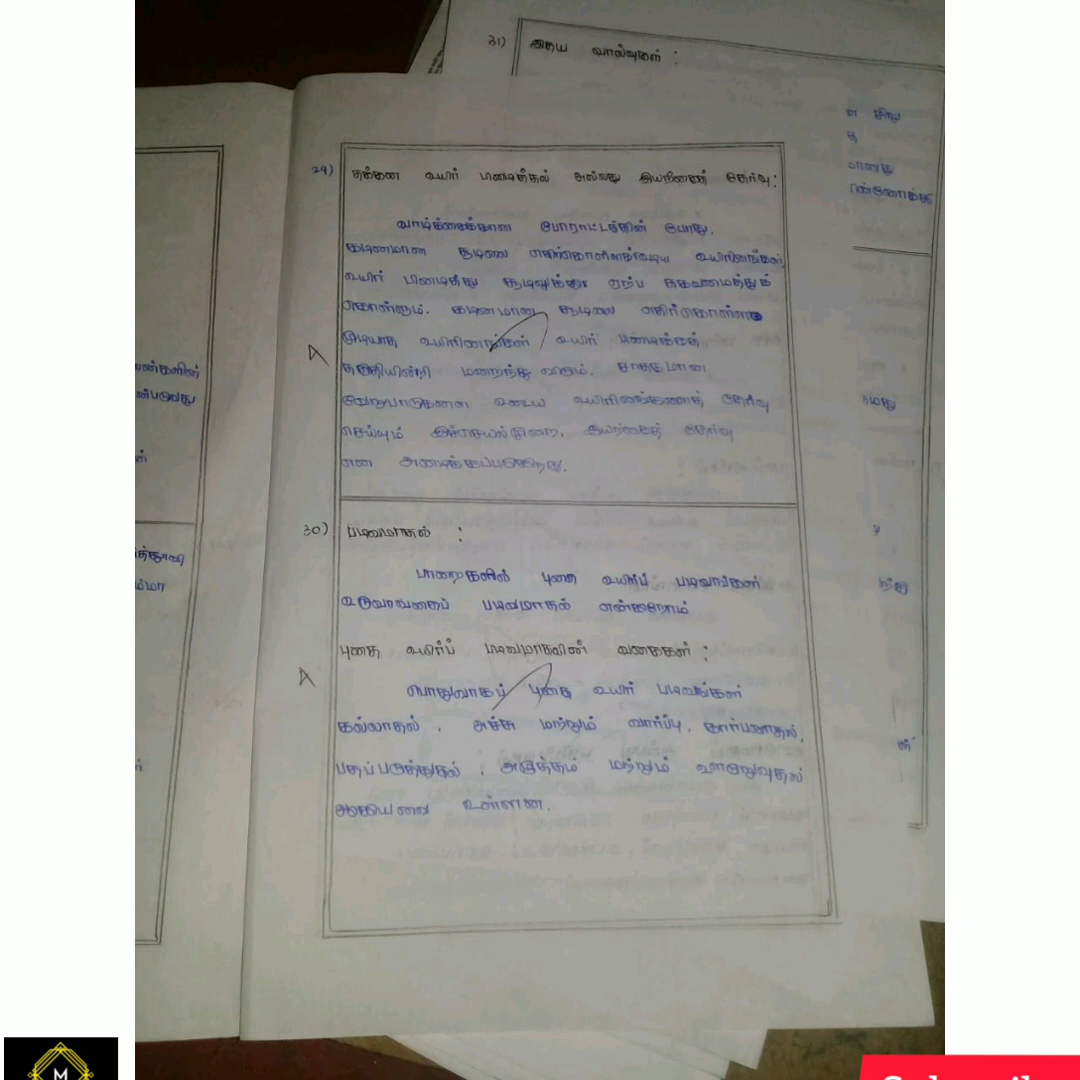 31) இதய வால்வுகள் :
29) தக்கன உயிர் பிழைத்தல் அல்லது இயற்கைத் தேர்வு :
வாழ்க்கைக்கான போராட்டத்தின் போது,
கடினமான சூழலை எதிர்கொள்ளக்கூடிய உயிரினங்கள்,
உயிர் பிழைத்து சூழலுக்கு ஏற்ப தகவமைத்துக்
கொள்ளும். கடினமான சூழலை எதிர்கொள்ள
முடியாத உயிரினங்கள் உயிர் பிழைக்கத்
தகுதியின்றி மறைந்து விடும். சாதகமான
வேறுபாடுகளை உடைய உயிரினங்களைத் தேர்வு
செய்யும் இச்செயல்முறை, இயற்கைத் தேர்வு
என அழைக்கப்படுகிறது.
30) படிவமாதல் :
பாறைகளில் புதை உயிர்ப் படிவங்கள்
உருவாவதைப் படிவமாதல் என்கிறோம்
புதை உயிர்ப் படிவமாதலின் வகைகள் :
பொதுவாகப் புதை உயிர் படிவங்கள்
கல்லாதல், அச்சு மற்றும் வார்ப்பு, கார்பனாதல்,
பதப்படுத்துதல், அழுத்தம் மற்றும் ஊடுறுவுதல்
ஆகியவை உள்ளன.
M